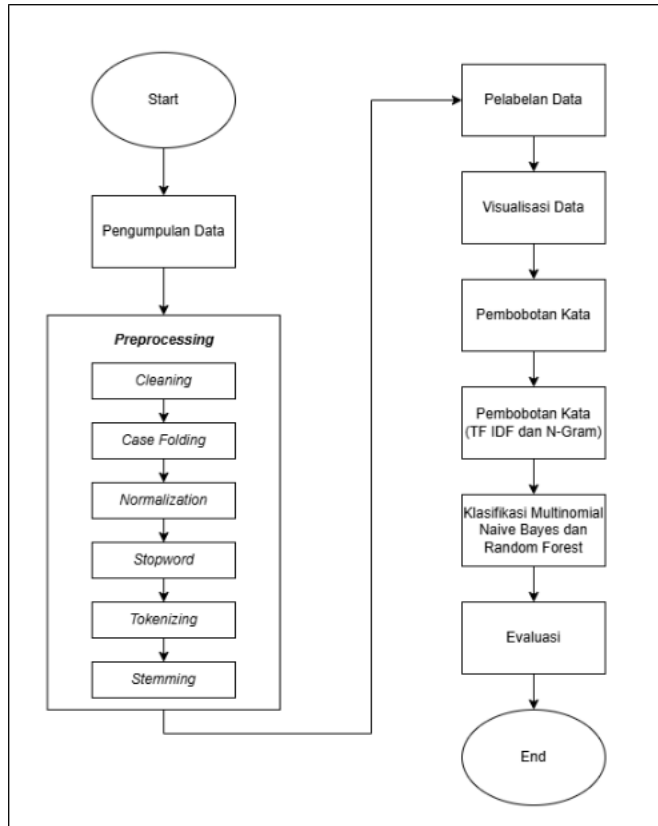 Start
Pengumpulan Data
Preprocessing
Cleaning
Case Folding
Normalization
Stopword
Tokenizing
Stemming
Pelabelan Data
Visualisasi Data
Pembobotan Kata
Pembobotan Kata
(TF IDF dan N-Gram)
Klasifikasi Multinomial
Naive Bayes dan
Random Forest
Evaluasi
End